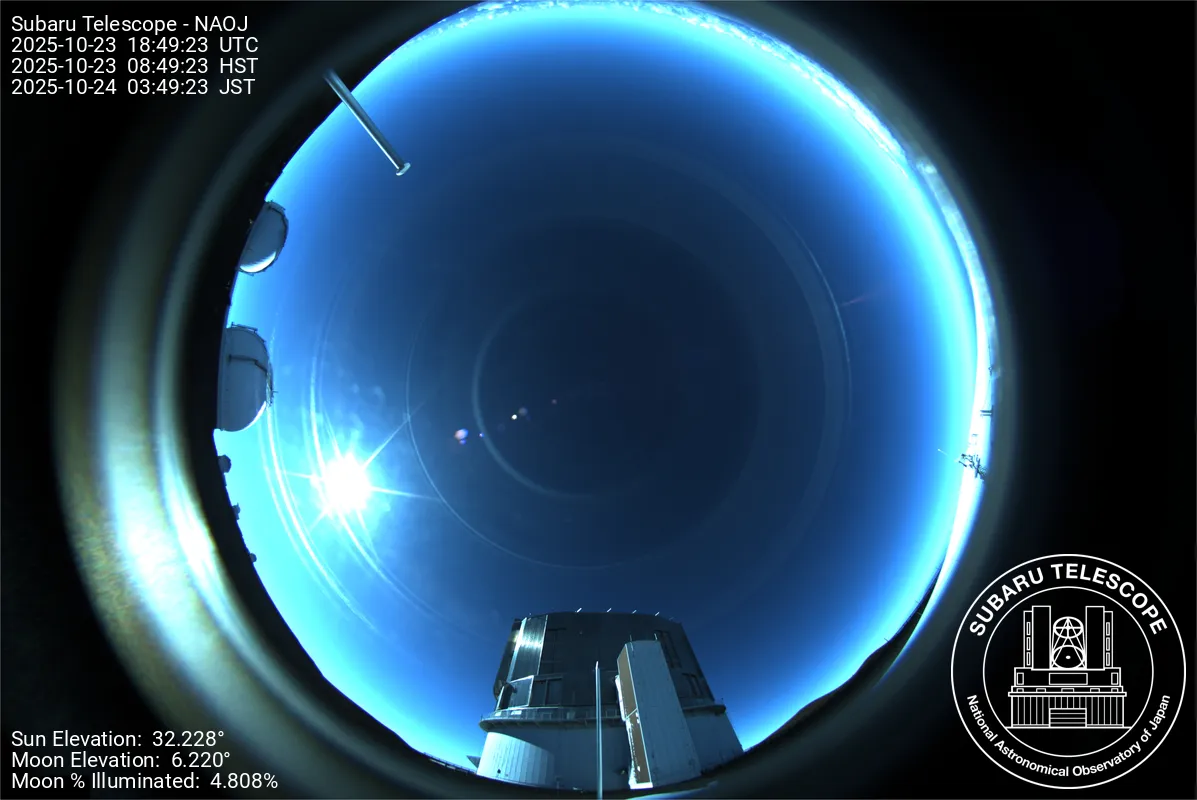 Subaru Telescope - NAOJ
2025-10-23 18:49:23 UTC
2025-10-23 08:49:23 HST
2025-10-24 03:49:23 JST
Sun Elevation: 32.228°
Moon Elevation: 6.220°
Moon % Illuminated: 4.808%
SUBARU TELESCOPE
National Astronomical Observatory of Japan